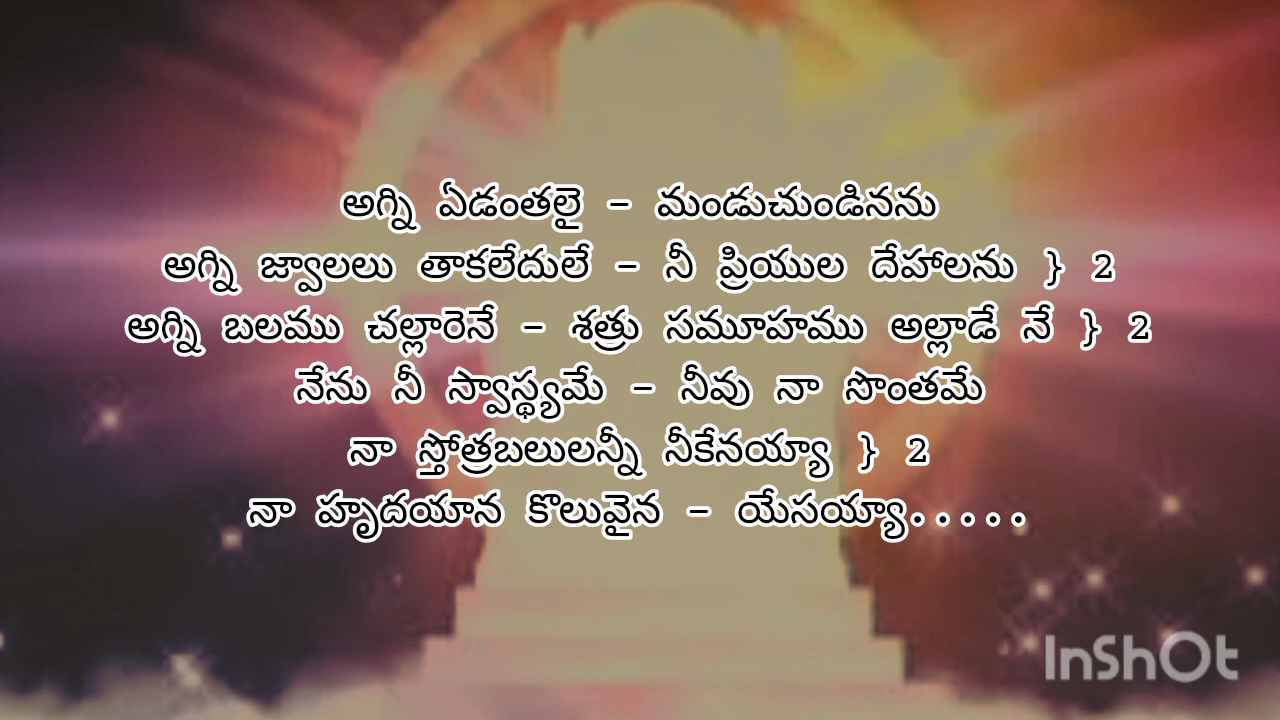 అగ్ని ఏడంతలై - మండుచుండినను
అగ్ని జ్వాలలు తాకలేదులే - నీ ప్రియుల దేహాలను } 2
అగ్ని బలము చల్లారెనే - శత్రు సమూహము అల్లాడే నే } 2
నేను నీ స్వాస్థ్యమే - నీవు నా సొంతమే
నా స్తోత్రబలులన్నీ నీకేనయ్యా } 2
నా హృదయాన కొలువైన - యేసయ్యా.....
InShOt